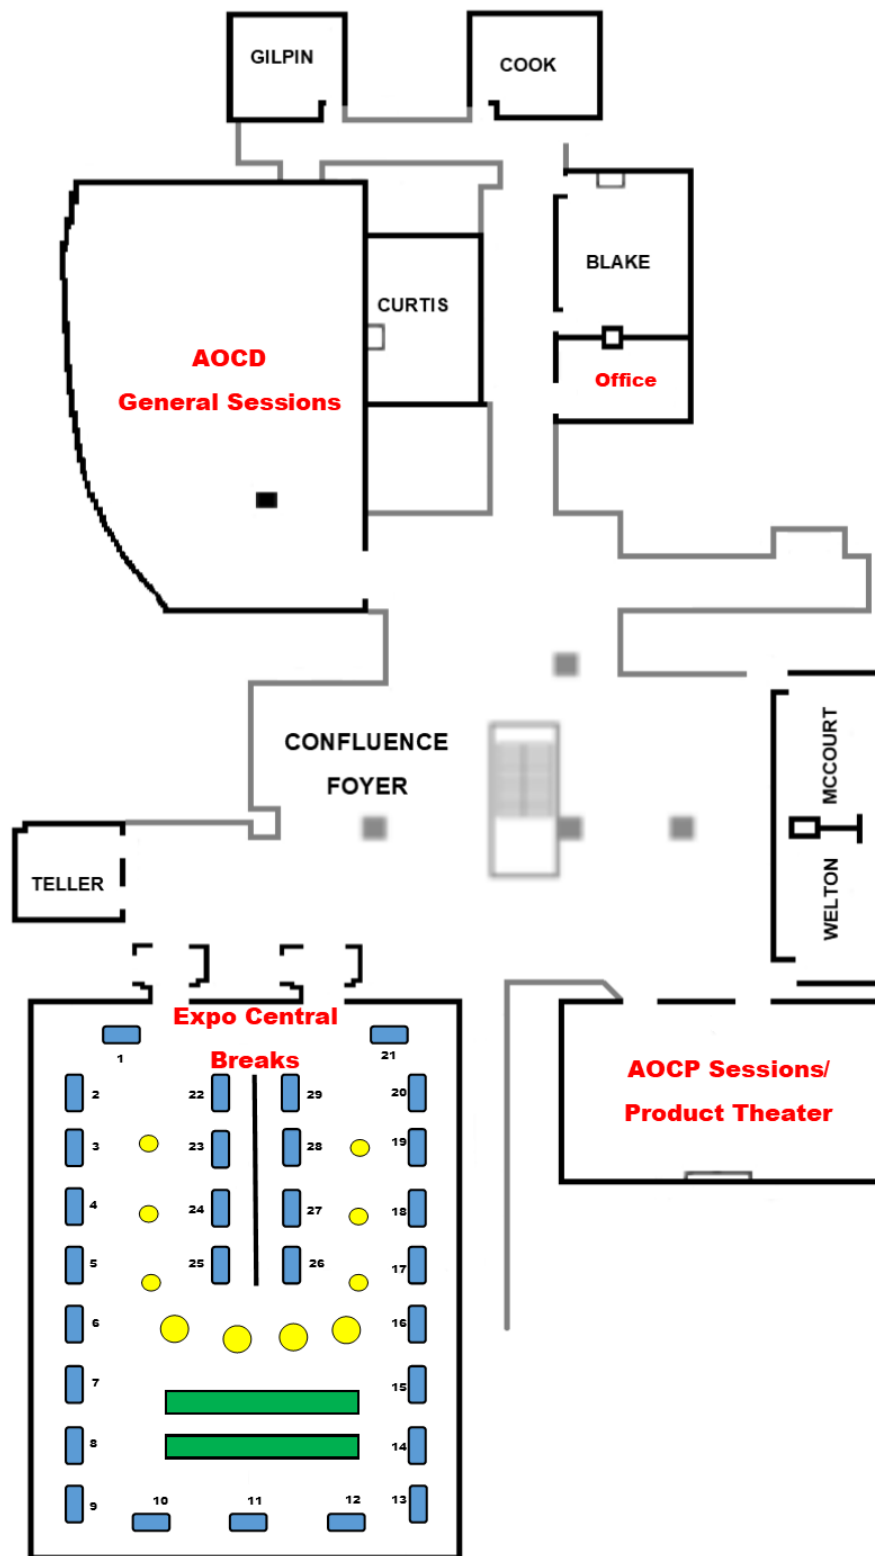 GILPIN
COOK
BLAKE
CURTIS
AOCD
General Sessions
Office
CONFLUENCE
FOYER
MCCOURT
WELTON
TELLER
Expo Central
Breaks
AOCP Sessions/
Product Theater
1
21
2
22
29
20
3
23
28
19
4
24
27
18
5
25
26
17
6
16
7
15
8
14
9
10
11
12
13